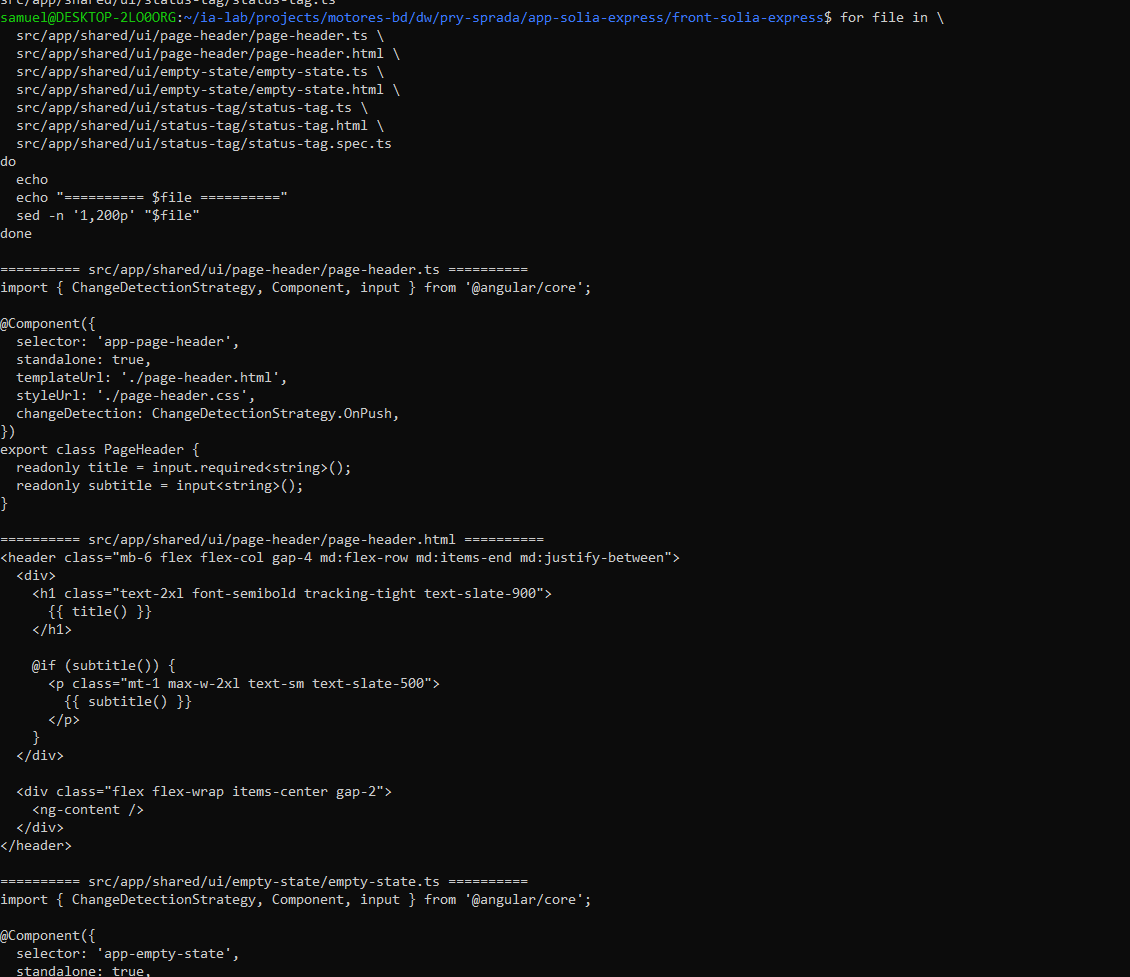 src/app/shared/ui/status-tag/status-tag.ts
samuel@DESKTOP-2LO0ORG:~/ia-lab/projects/motores-bd/dw/pry-sprada/app-solia-express/front-solia-express$ for file in \
  src/app/shared/ui/page-header/page-header.ts \
  src/app/shared/ui/page-header/page-header.html \
  src/app/shared/ui/empty-state/empty-state.ts \
  src/app/shared/ui/empty-state/empty-state.html \
  src/app/shared/ui/status-tag/status-tag.ts \
  src/app/shared/ui/status-tag/status-tag.html \
  src/app/shared/ui/status-tag/status-tag.spec.ts
do
  echo
  echo "========== $file =========="
  sed -n '1,200p' "$file"
done

========== src/app/shared/ui/page-header/page-header.ts ==========
import { ChangeDetectionStrategy, Component, input } from '@angular/core';

@Component({
  selector: 'app-page-header',
  standalone: true,
  templateUrl: './page-header.html',
  styleUrl: './page-header.css',
  changeDetection: ChangeDetectionStrategy.OnPush,
})
export class PageHeader {
  readonly title = input.required<string>();
  readonly subtitle = input<string>();
}

========== src/app/shared/ui/page-header/page-header.html ==========
<header class="mb-6 flex flex-col gap-4 md:flex-row md:items-end md:justify-between">
  <div>
    <h1 class="text-2xl font-semibold tracking-tight text-slate-900">
      {{ title() }}
    </h1>

    @if (subtitle()) {
      <p class="mt-1 max-w-2xl text-sm text-slate-500">
        {{ subtitle() }}
      </p>
    }
  </div>

  <div class="flex flex-wrap items-center gap-2">
    <ng-content />
  </div>
</header>

========== src/app/shared/ui/empty-state/empty-state.ts ==========
import { ChangeDetectionStrategy, Component, input } from '@angular/core';

@Component({
  selector: 'app-empty-state',
  standalone: true,